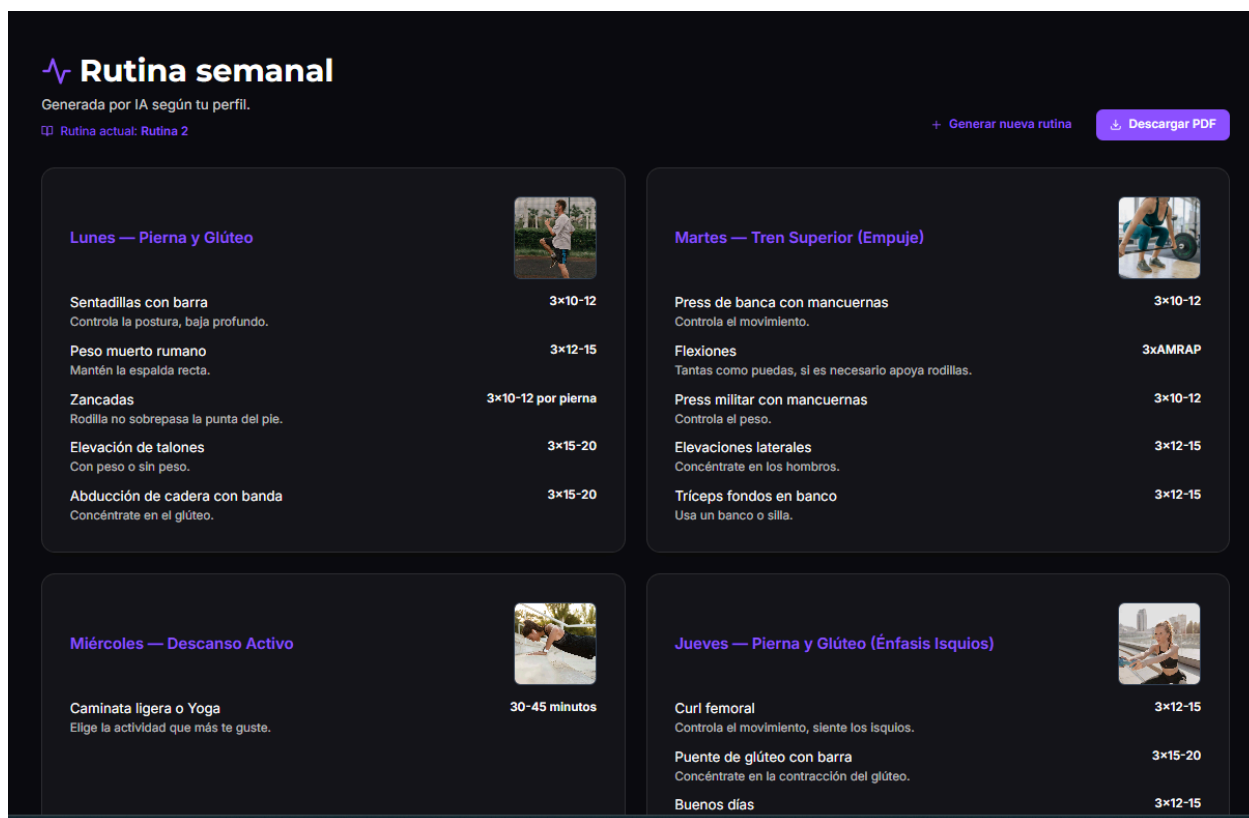 Rutina semanal
Generada por IA según tu perfil.
Rutina actual: Rutina 2
+ Generar nueva rutina
Descargar PDF
Lunes — Pierna y Glúteo
Sentadillas con barra 3×10-12
Controla la postura, baja profundo.
Peso muerto rumano 3×12-15
Mantén la espalda recta.
Zancadas 3×10-12 por pierna
Rodilla no sobrepasa la punta del pie.
Elevación de talones 3×15-20
Con peso o sin peso.
Abducción de cadera con banda 3×15-20
Concéntrate en el glúteo.
Martes — Tren Superior (Empuje)
Press de banca con mancuernas 3×10-12
Controla el movimiento.
Flexiones 3xAMRAP
Tantas como puedas, si es necesario apoya rodillas.
Press militar con mancuernas 3×10-12
Controla el peso.
Elevaciones laterales 3×12-15
Concéntrate en los hombros.
Tríceps fondos en banco 3×12-15
Usa un banco o silla.
Miércoles — Descanso Activo
Caminata ligera o Yoga 30-45 minutos
Elige la actividad que más te guste.
Jueves — Pierna y Glúteo (Énfasis Isquios)
Curl femoral 3×12-15
Controla el movimiento, siente los isquios.
Puente de glúteo con barra 3×15-20
Concéntrate en la contracción del glúteo.
Buenos días 3×12-15